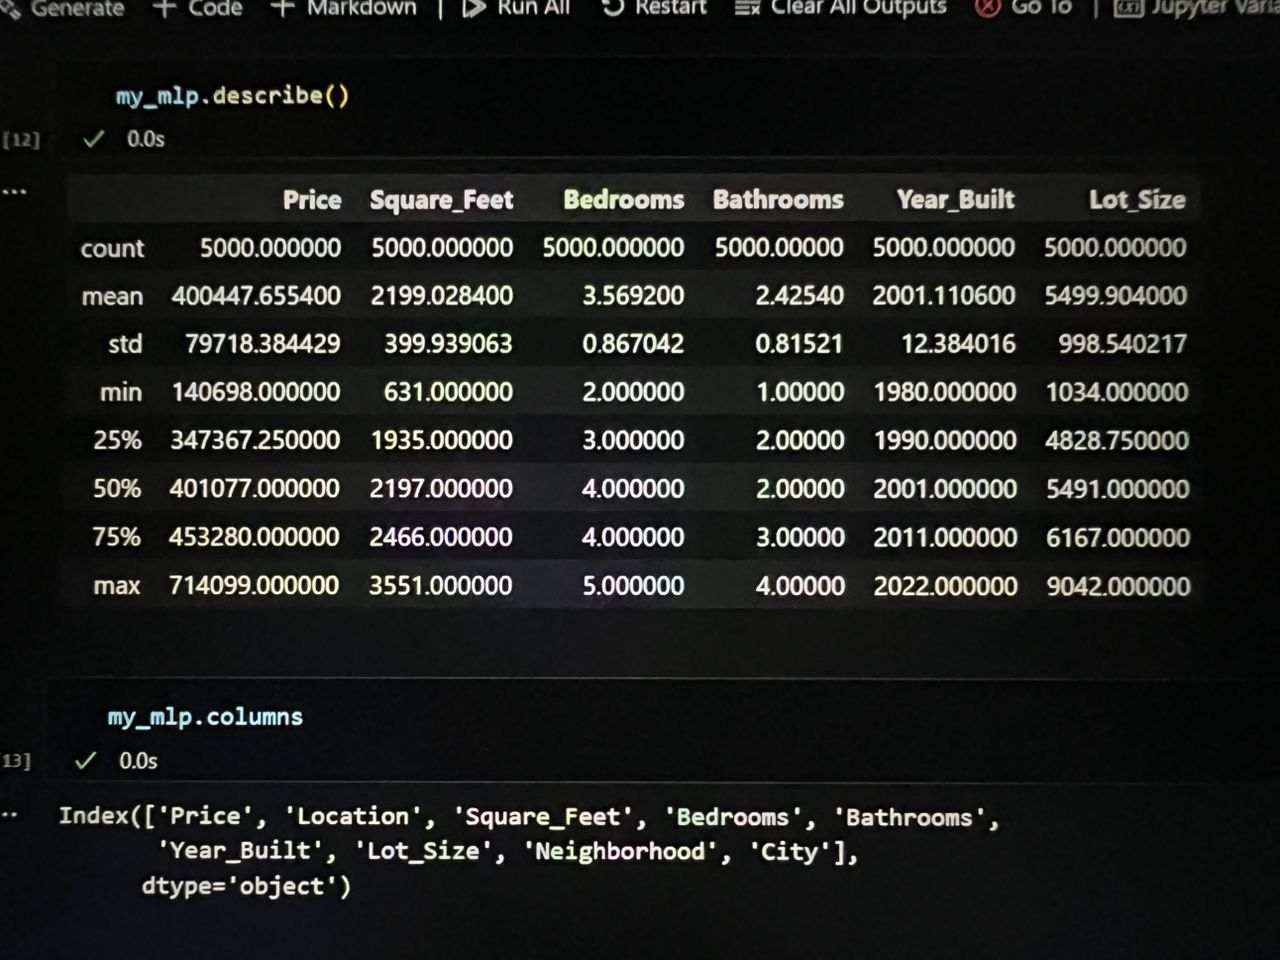 Generate + Code + Markdown | Run All Restart Clear All Outputs Go To | Jupyter
my_mlp.describe()
[12] ✓ 0.0s
...
Price Square_Feet Bedrooms Bathrooms Year_Built Lot_Size
count 5000.000000 5000.000000 5000.000000 5000.00000 5000.000000 5000.000000
mean 400447.655400 2199.028400 3.569200 2.42540 2001.110600 5499.904000
std 79718.384429 399.939063 0.867042 0.81521 12.384016 998.540217
min 140698.000000 631.000000 2.000000 1.00000 1980.000000 1034.000000
25% 347367.250000 1935.000000 3.000000 2.00000 1990.000000 4828.750000
50% 401077.000000 2197.000000 4.000000 2.00000 2001.000000 5491.000000
75% 453280.000000 2466.000000 4.000000 3.00000 2011.000000 6167.000000
max 714099.000000 3551.000000 5.000000 4.00000 2022.000000 9042.000000
my_mlp.columns
13] ✓ 0.0s
Index(['Price', 'Location', 'Square_Feet', 'Bedrooms', 'Bathrooms',
'Year_Built', 'Lot_Size', 'Neighborhood', 'City'],
dtype='object')